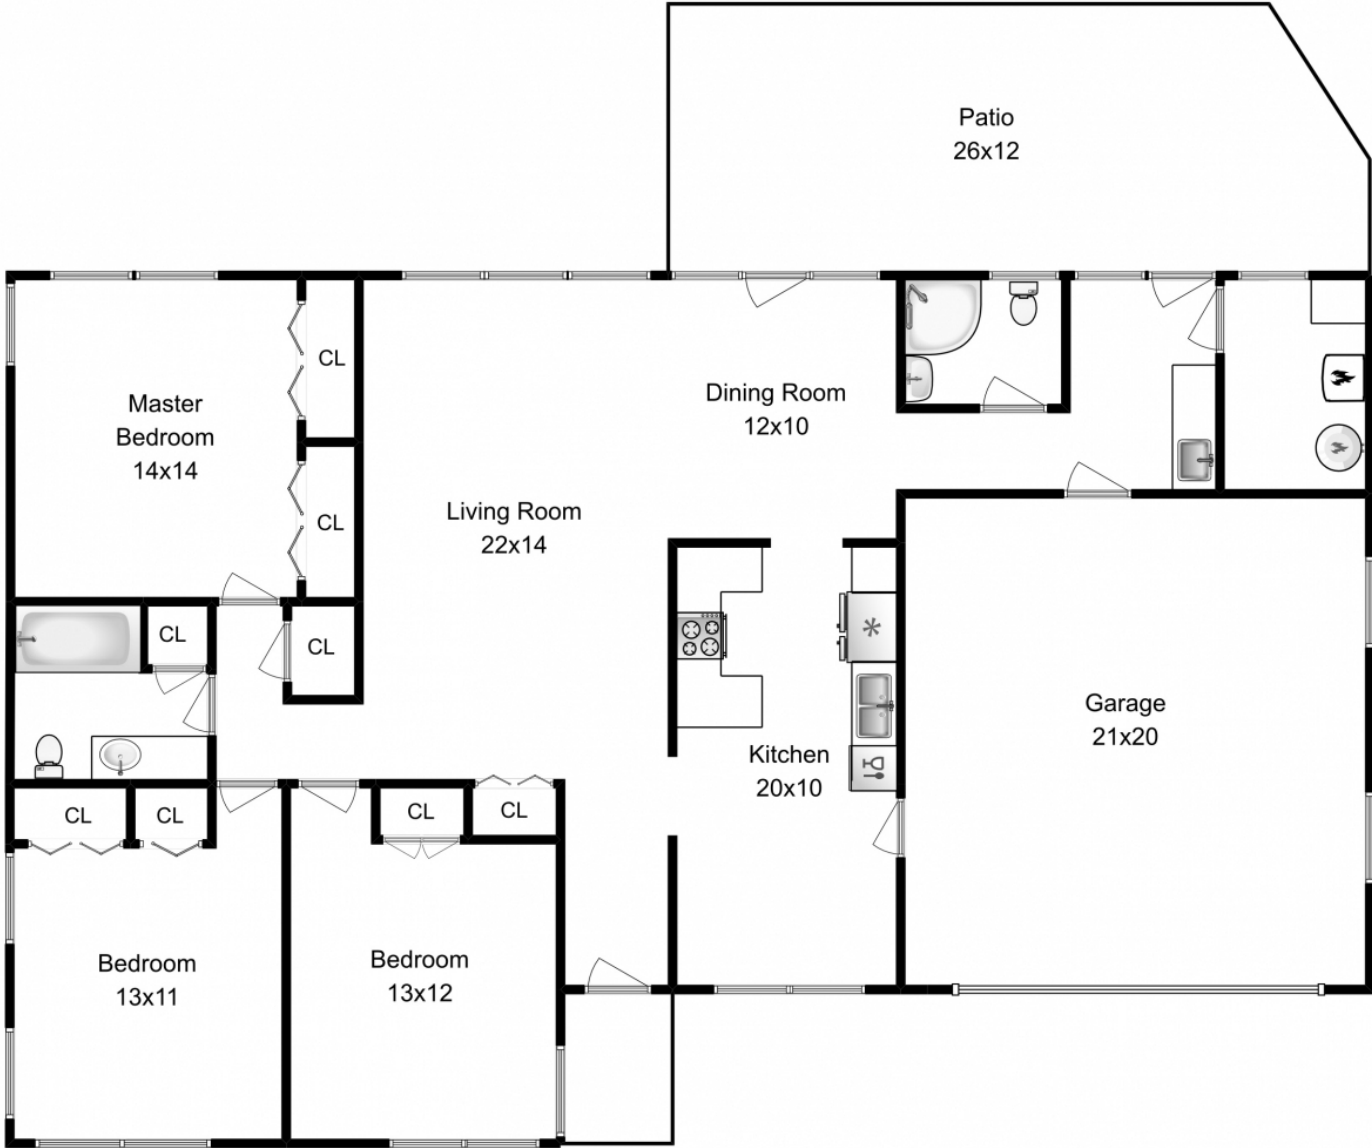 Patio
26x12
CL
Master
Bedroom
14x14
Dining Room
12x10
CL
Living Room
22x14
CL
CL
Garage
21x20
Kitchen
20x10
CL
CL
CL
CL
Bedroom
13x11
Bedroom
13x12